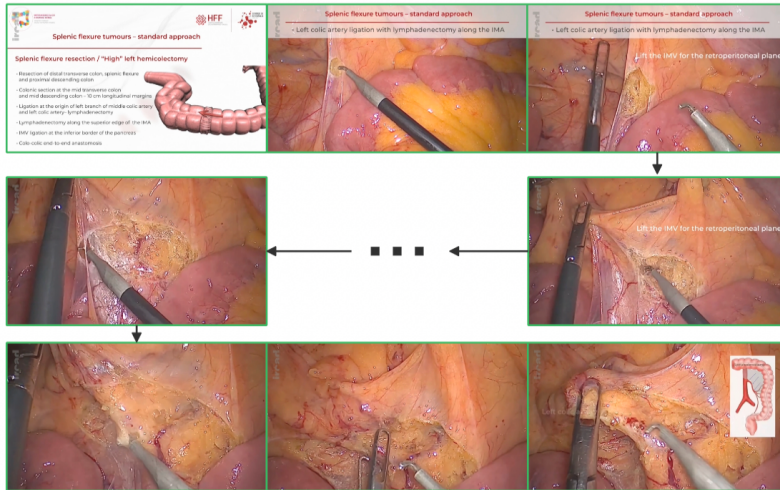 HFF
Splenic flexure tumours – standard approach
Splenic flexure resection / "High" left hemicolectomy
- Resection of distal transverse colon, splenic flexure
and proximal descending colon
- Colonic section at the mid transverse colon
and mid descending colon - 10 cm longitudinal margins
- Ligation at the origin of left branch of middle colic artery
and left colic artery- lymphadenectomy
- Lymphadenectomy along the superior edge of the IMA
- IMV ligation at the inferior border of the pancreas
- Colo-colic end-to-end anastomosis
Splenic flexure tumours – standard approach
- Left colic artery ligation with lymphadenectomy along the IMA
Splenic flexure tumours – standard approach
- Left colic artery ligation with lymphadenectomy along the IMA
Lift the IMV for the retroperitoneal plane
Lift the IMV for the retroperitoneal plane